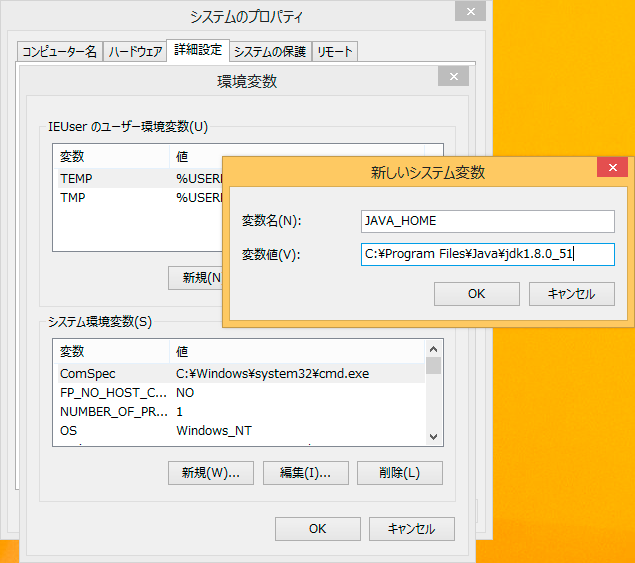 システムのプロパティ
コンピューター名 ハードウェア 詳細設定 システムの保護 リモート
環境変数
IEUser のユーザー環境変数(U)
変数 値
TEMP %USERI
TMP %USERI
新規(N
新しいシステム変数
変数名(N): JAVA_HOME
変数値(V): C:¥Program Files¥Java¥jdk1.8.0_51
OK キャンセル
システム環境変数(S)
変数 値
ComSpec C:¥Windows¥system32¥cmd.exe
FP_NO_HOST_C... NO
NUMBER_OF_PR... 1
OS Windows_NT
新規(W)... 編集(I)... 削除(L)
OK キャンセル